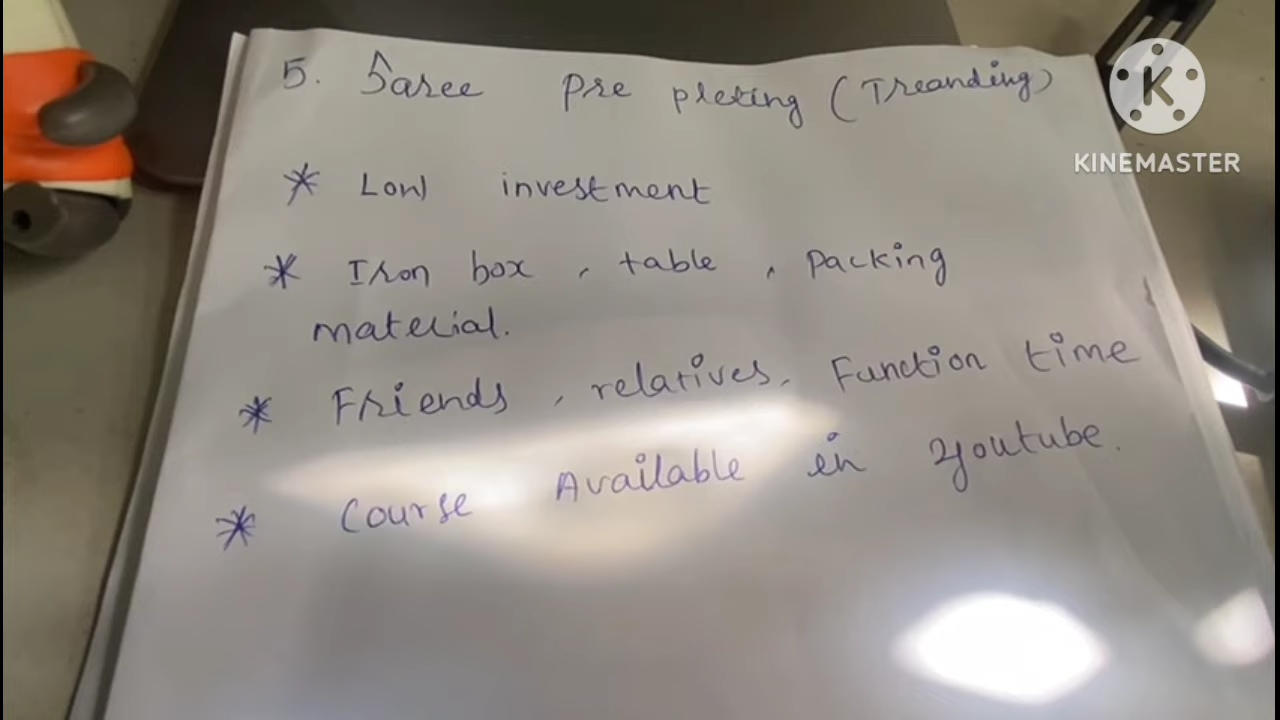 5. Saree Pre pleting (Treanding)
* Low investment
* Iron box, table, Packing
material.
* Friends, relatives, Function time
* Course Available in Youtube.
K
KINEMASTER